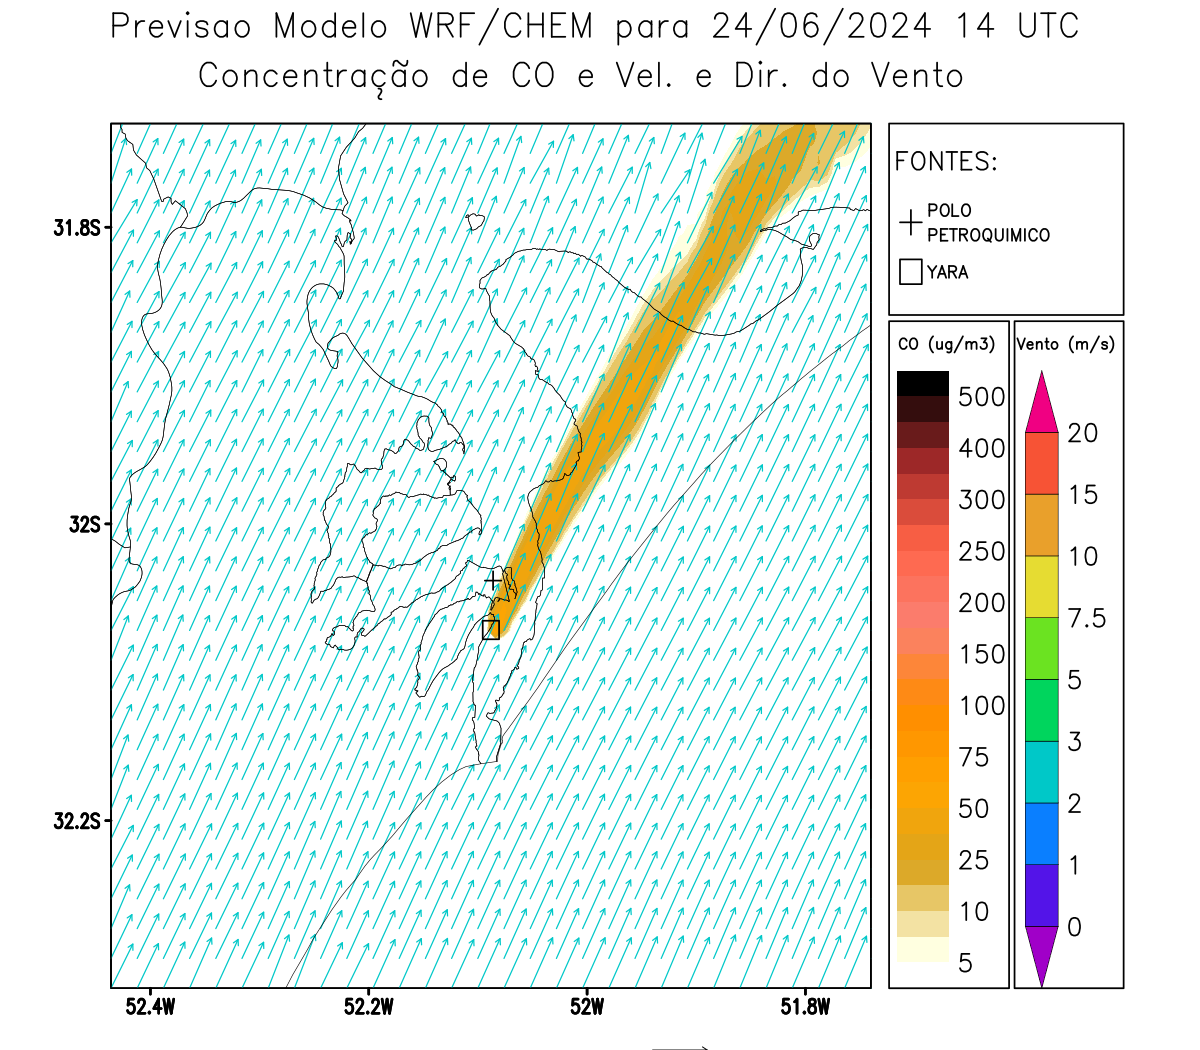 Previsao Modelo WRF/CHEM para 24/06/2024 14 UTC
Concentração de CO e Vel. e Dir. do Vento
FONTES:
POLO
PETROQUIMICO
YARA
CO (ug/m3)
500
400
300
250
200
150
100
75
50
25
10
5
Vento (m/s)
20
15
10
7.5
5
3
2
1
0
31.8S
32S
32.2S
52.4W
52.2W
52W
51.8W